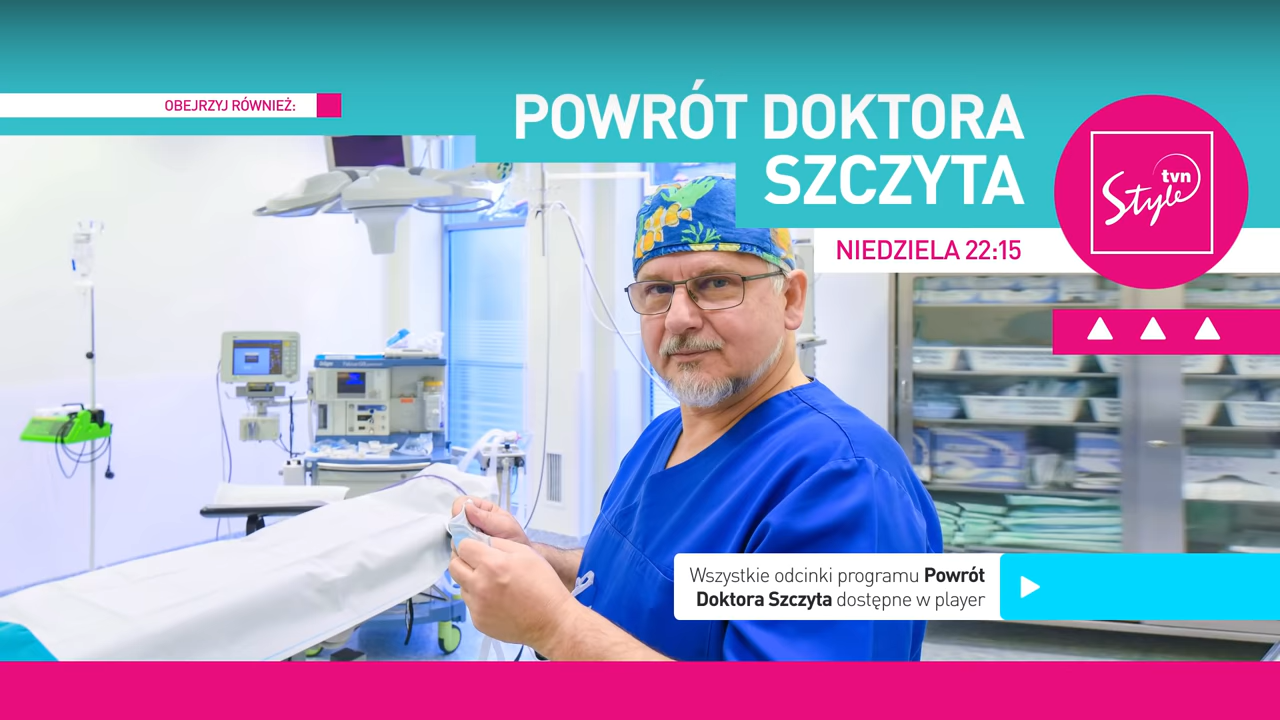 OBEJRZYJ RÓWNIEŻ:
POWRÓT DOKTORA
SZCZYTA
tvn
Style
NIEDZIELA 22:15
Wszystkie odcinki programu Powrót
Doktora Szczyta dostępne w player